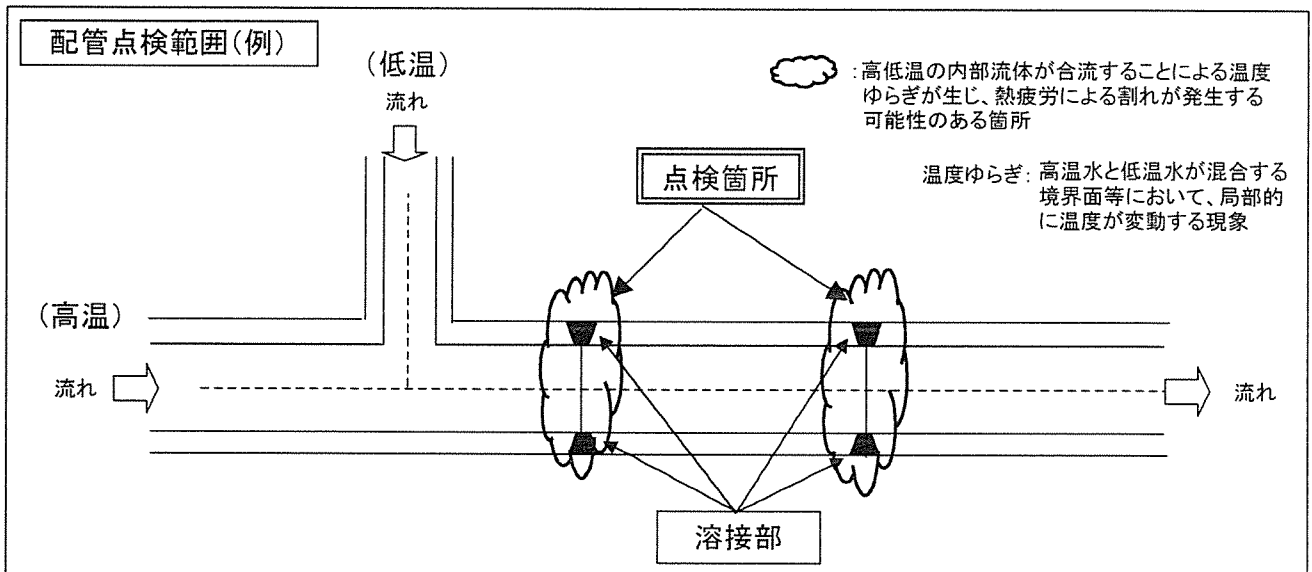 配管点検範囲(例)
(低温)
流れ
:高低温の内部流体が合流することによる温度
ゆらぎが生じ、熱疲労による割れが発生する
可能性のある箇所
温度ゆらぎ:高温水と低温水が混合する
境界面等において、局部的
に温度が変動する現象
点検箇所
(高温)
流れ
流れ
溶接部